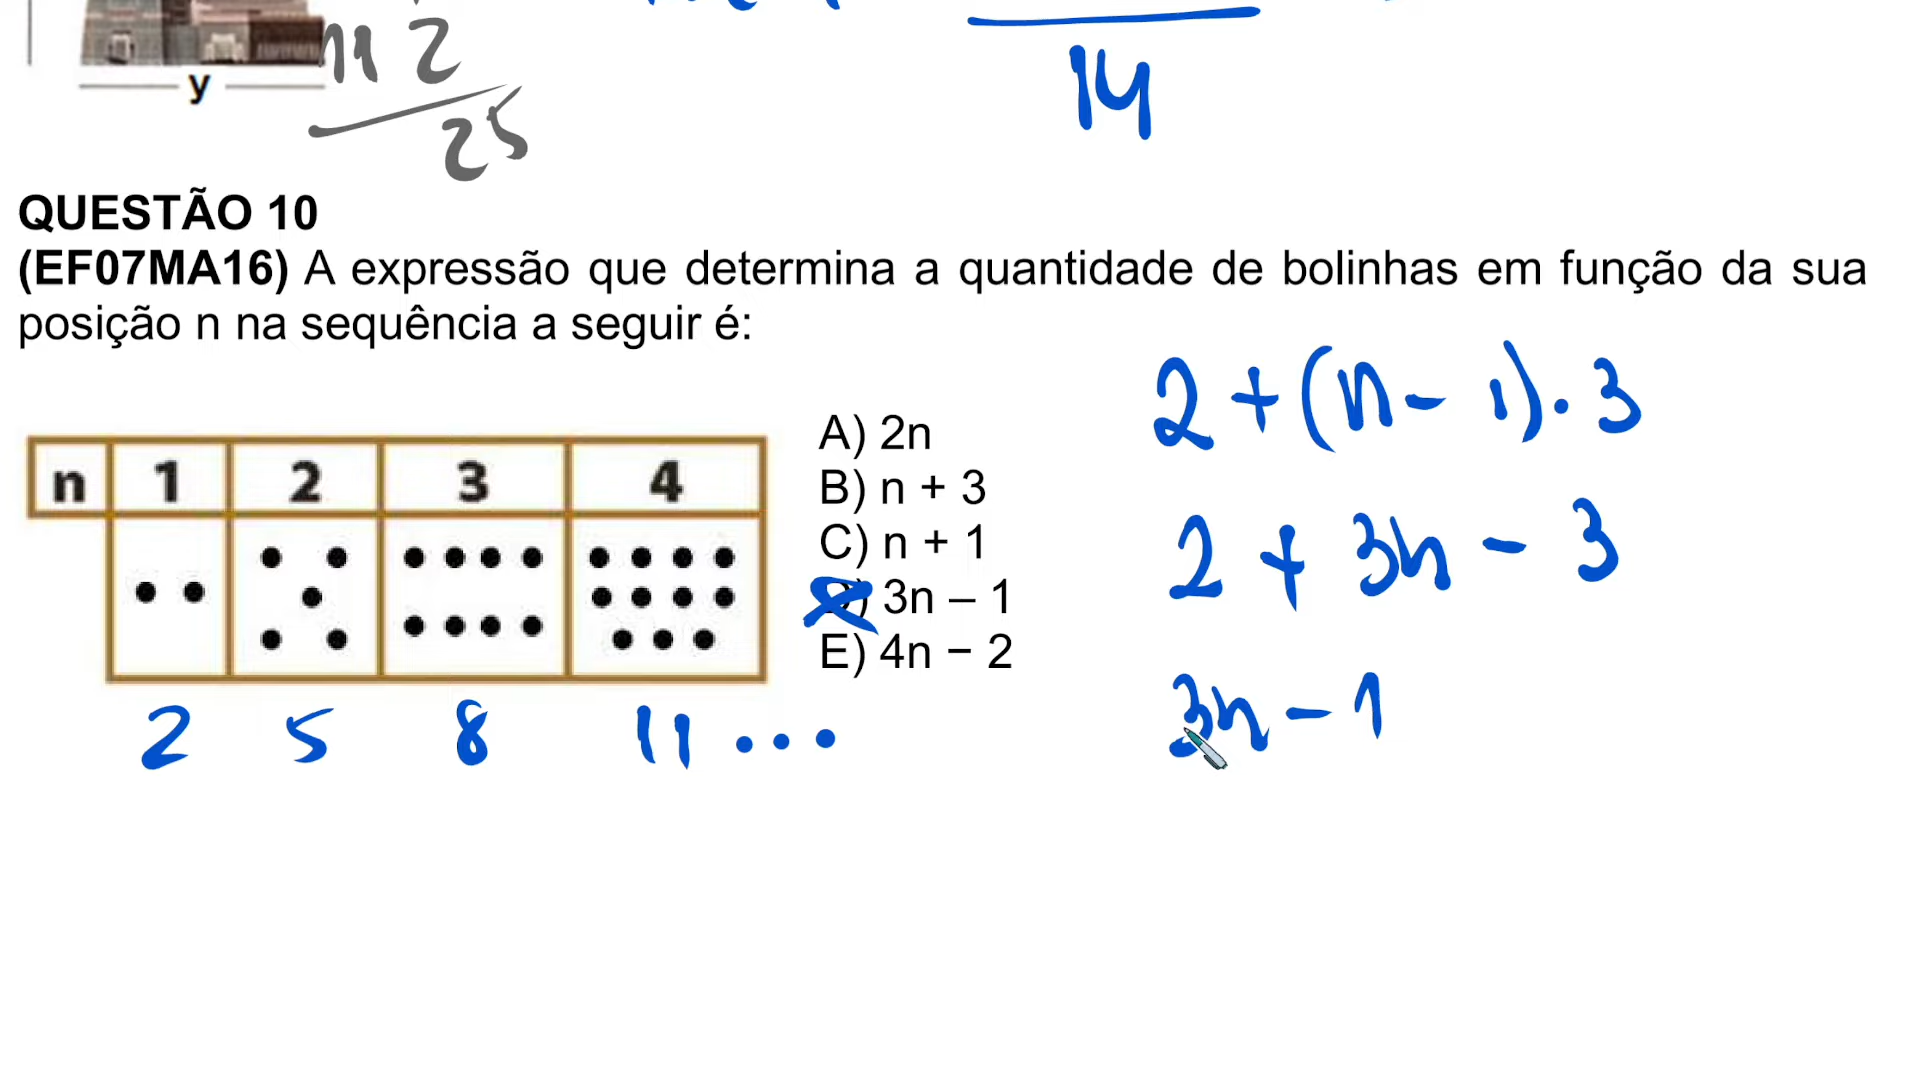 n 2
y
25
14
QUESTÃO 10
(EF07MA16) A expressão que determina a quantidade de bolinhas em função da sua
posição n na sequência a seguir é:
n 1 2 3 4
2 5 8 11 ...
A) 2n
B) n + 3
C) n + 1
D) 3n – 1
E) 4n − 2
2 + (n - 1) . 3
2 + 3n - 3
3n - 1